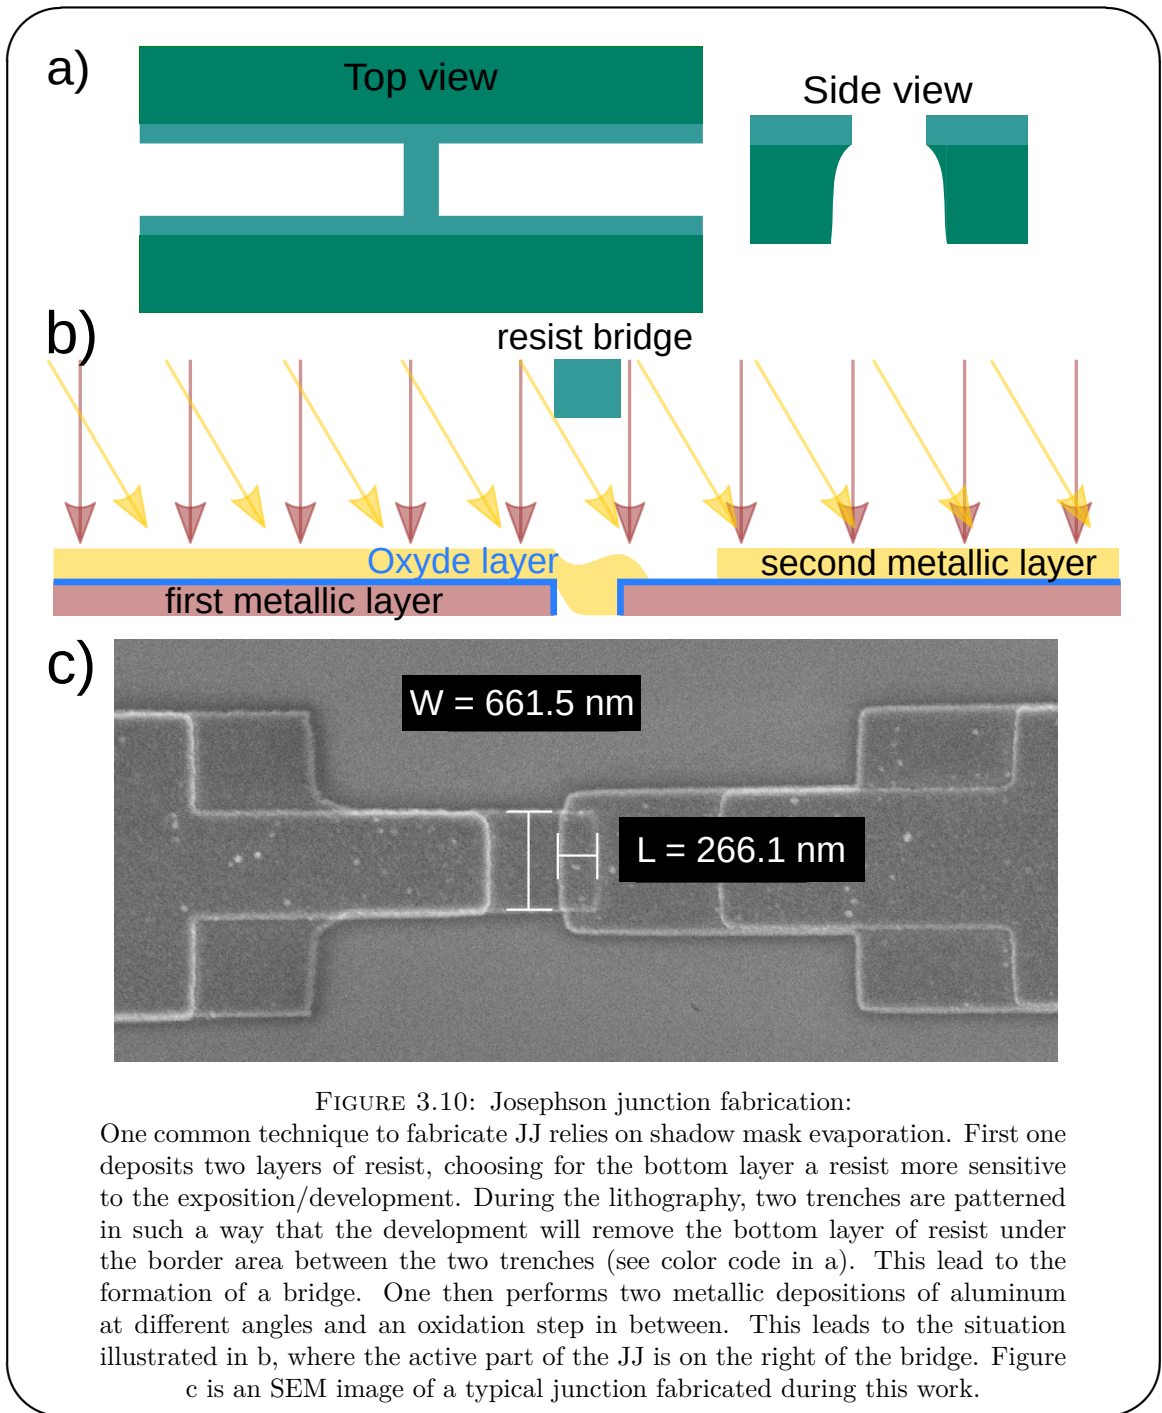 a)
Top view
Side view
b)
resist bridge
Oxyde layer
second metallic layer
first metallic layer
c)
W = 661.5 nm
L = 266.1 nm
FIGURE 3.10: Josephson junction fabrication:
One common technique to fabricate JJ relies on shadow mask evaporation. First one
deposits two layers of resist, choosing for the bottom layer a resist more sensitive
to the exposition/development. During the lithography, two trenches are patterned
in such a way that the development will remove the bottom layer of resist under
the border area between the two trenches (see color code in a). This lead to the
formation of a bridge. One then performs two metallic depositions of aluminum
at different angles and an oxidation step in between. This leads to the situation
illustrated in b, where the active part of the JJ is on the right of the bridge. Figure
c is an SEM image of a typical junction fabricated during this work.